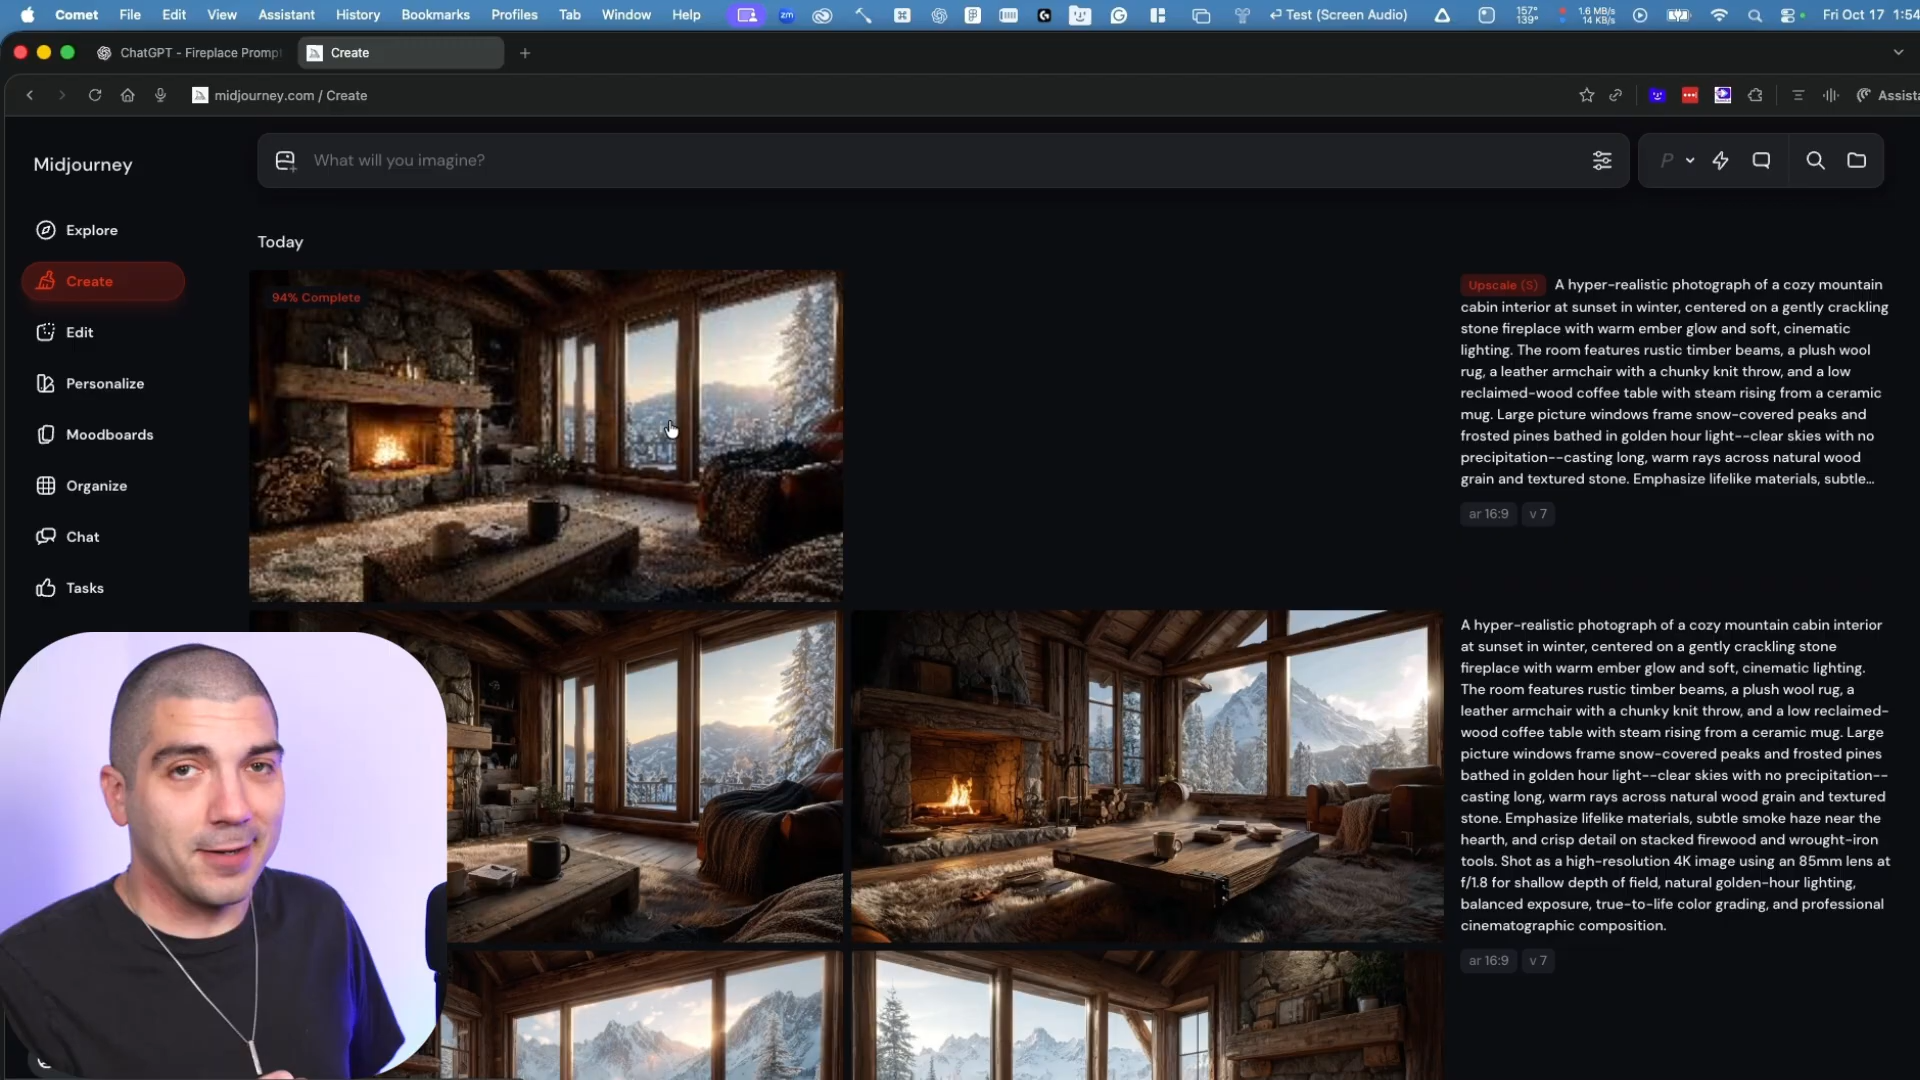 Comet File Edit View Assistant History Bookmarks Profiles Tab Window Help
zm
Test (Screen Audio)
157°
139°
1.6 MB/s
14 KB/s
Fri Oct 17 1:54
ChatGPT - Fireplace Promp
Create
midjourney.com / Create
Assista
Midjourney
What will you imagine?
P
Explore
Create
Edit
Personalize
Moodboards
Organize
Chat
Tasks
Today
94% Complete
Upscale (S) A hyper-realistic photograph of a cozy mountain
cabin interior at sunset in winter, centered on a gently crackling
stone fireplace with warm ember glow and soft, cinematic
lighting. The room features rustic timber beams, a plush wool
rug, a leather armchair with a chunky knit throw, and a low
reclaimed-wood coffee table with steam rising from a ceramic
mug. Large picture windows frame snow-covered peaks and
frosted pines bathed in golden hour light--clear skies with no
precipitation--casting long, warm rays across natural wood
grain and textured stone. Emphasize lifelike materials, subtle...
ar 16:9 v 7
A hyper-realistic photograph of a cozy mountain cabin interior
at sunset in winter, centered on a gently crackling stone
fireplace with warm ember glow and soft, cinematic lighting.
The room features rustic timber beams, a plush wool rug, a
leather armchair with a chunky knit throw, and a low reclaimed-
wood coffee table with steam rising from a ceramic mug. Large
picture windows frame snow-covered peaks and frosted pines
bathed in golden hour light--clear skies with no precipitation--
casting long, warm rays across natural wood grain and textured
stone. Emphasize lifelike materials, subtle smoke haze near the
hearth, and crisp detail on stacked firewood and wrought-iron
tools. Shot as a high-resolution 4K image using an 85mm lens at
f/1.8 for shallow depth of field, natural golden-hour lighting,
balanced exposure, true-to-life color grading, and professional
cinematographic composition.
ar 16:9 v 7